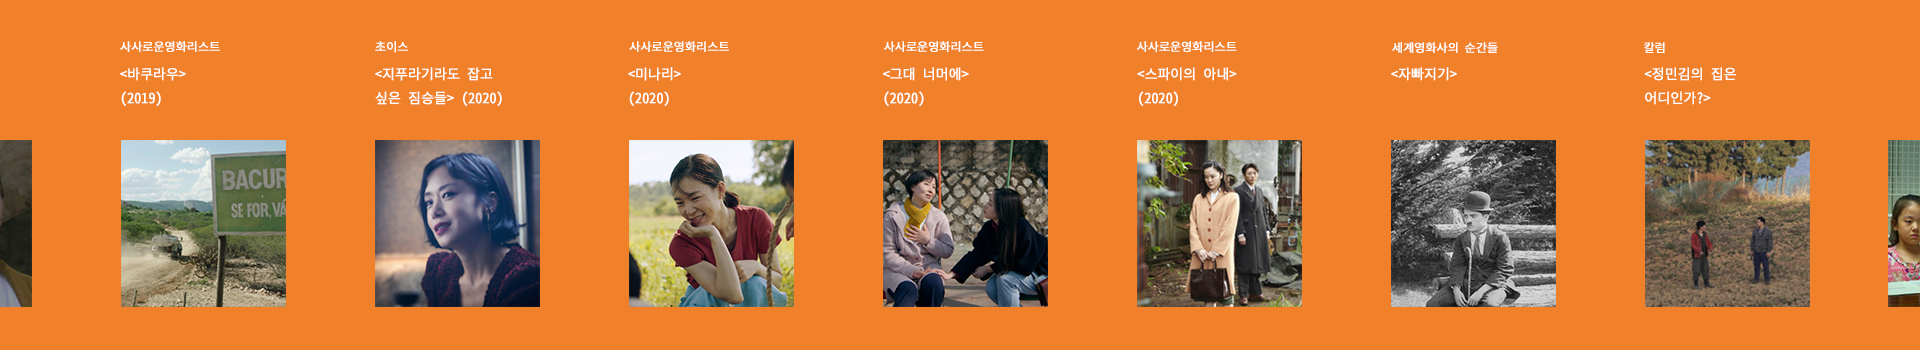 사사로운영화리스트
<바쿠라우>
(2019)
초이스
<지푸라기라도 잡고
싶은 짐승들> (2020)
사사로운영화리스트
<미나리>
(2020)
사사로운영화리스트
<그대 너머에>
(2020)
사사로운영화리스트
<스파이의 아내>
(2020)
세계영화사의 순간들
<자빠지기>
칼럼
<정민김의 집은
어디인가?>
BACUR
SE FOR, VÁ